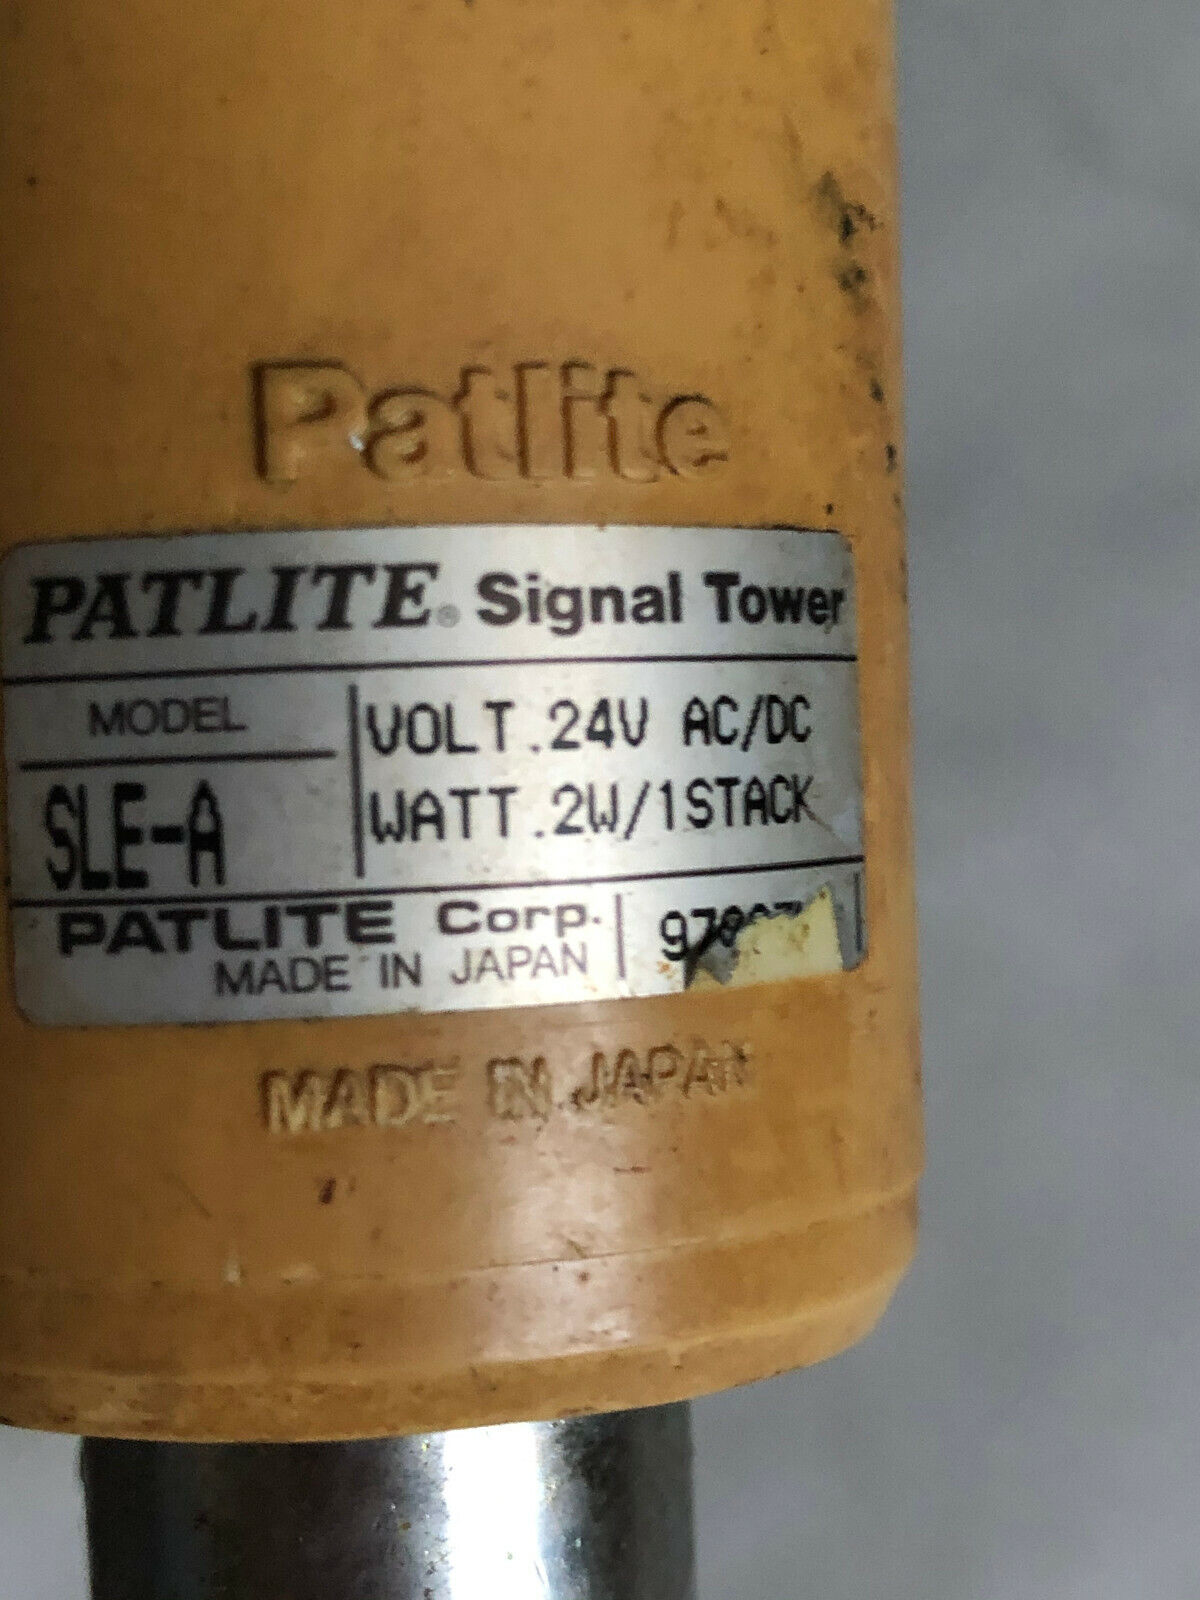 Patlite
PATLITE® Signal Tower
MODEL
SLE-A
VOLT.24V AC/DC
WATT.2W/1STACK
PATLITE Corp.
MADE IN JAPAN
MADE IN JAPAN